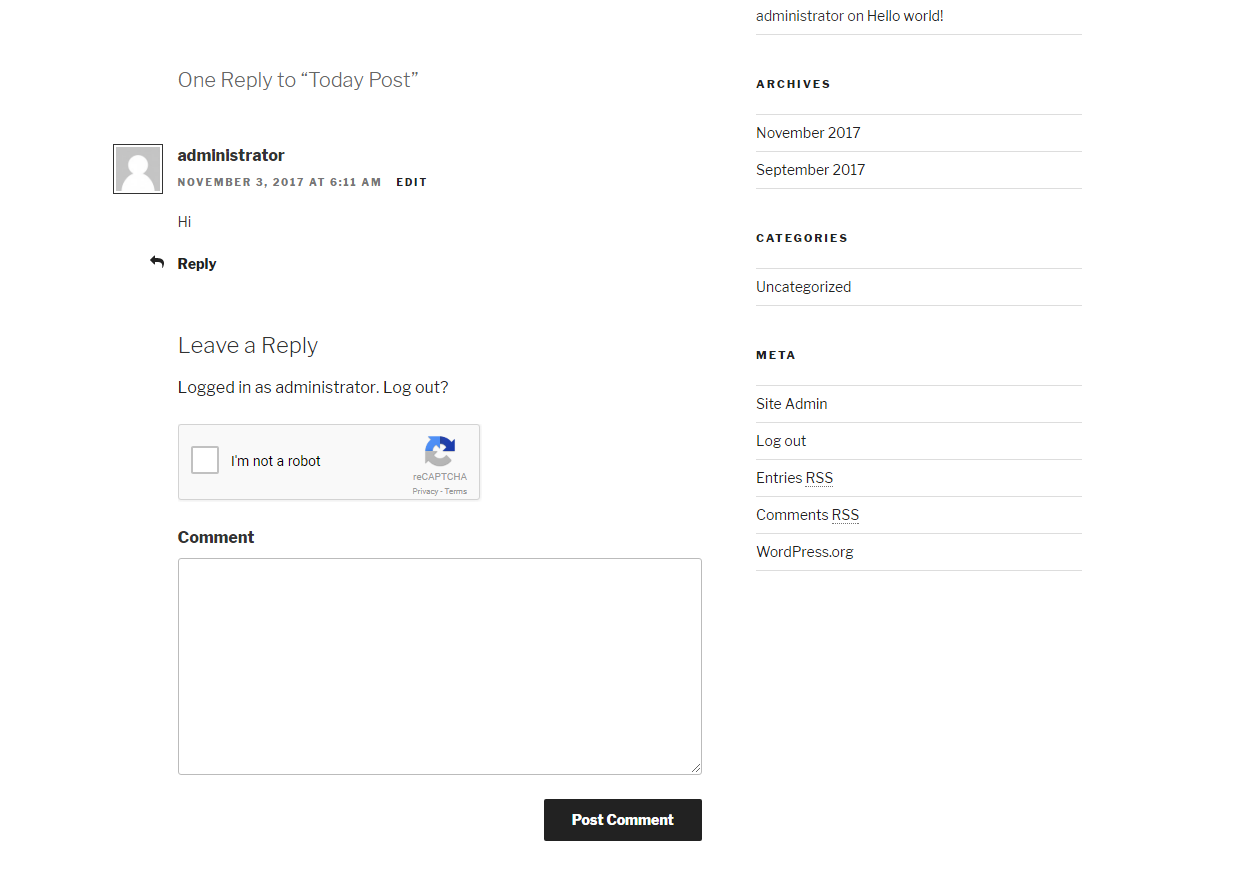 administrator on Hello world!
One Reply to “Today Post”
administrator
NOVEMBER 3, 2017 AT 6:11 AM EDIT
Hi
Reply
Leave a Reply
Logged in as administrator. Log out?
I'm not a robot
reCAPTCHA
Privacy - Terms
Comment
Post Comment
ARCHIVES
November 2017
September 2017
CATEGORIES
Uncategorized
META
Site Admin
Log out
Entries RSS
Comments RSS
WordPress.org